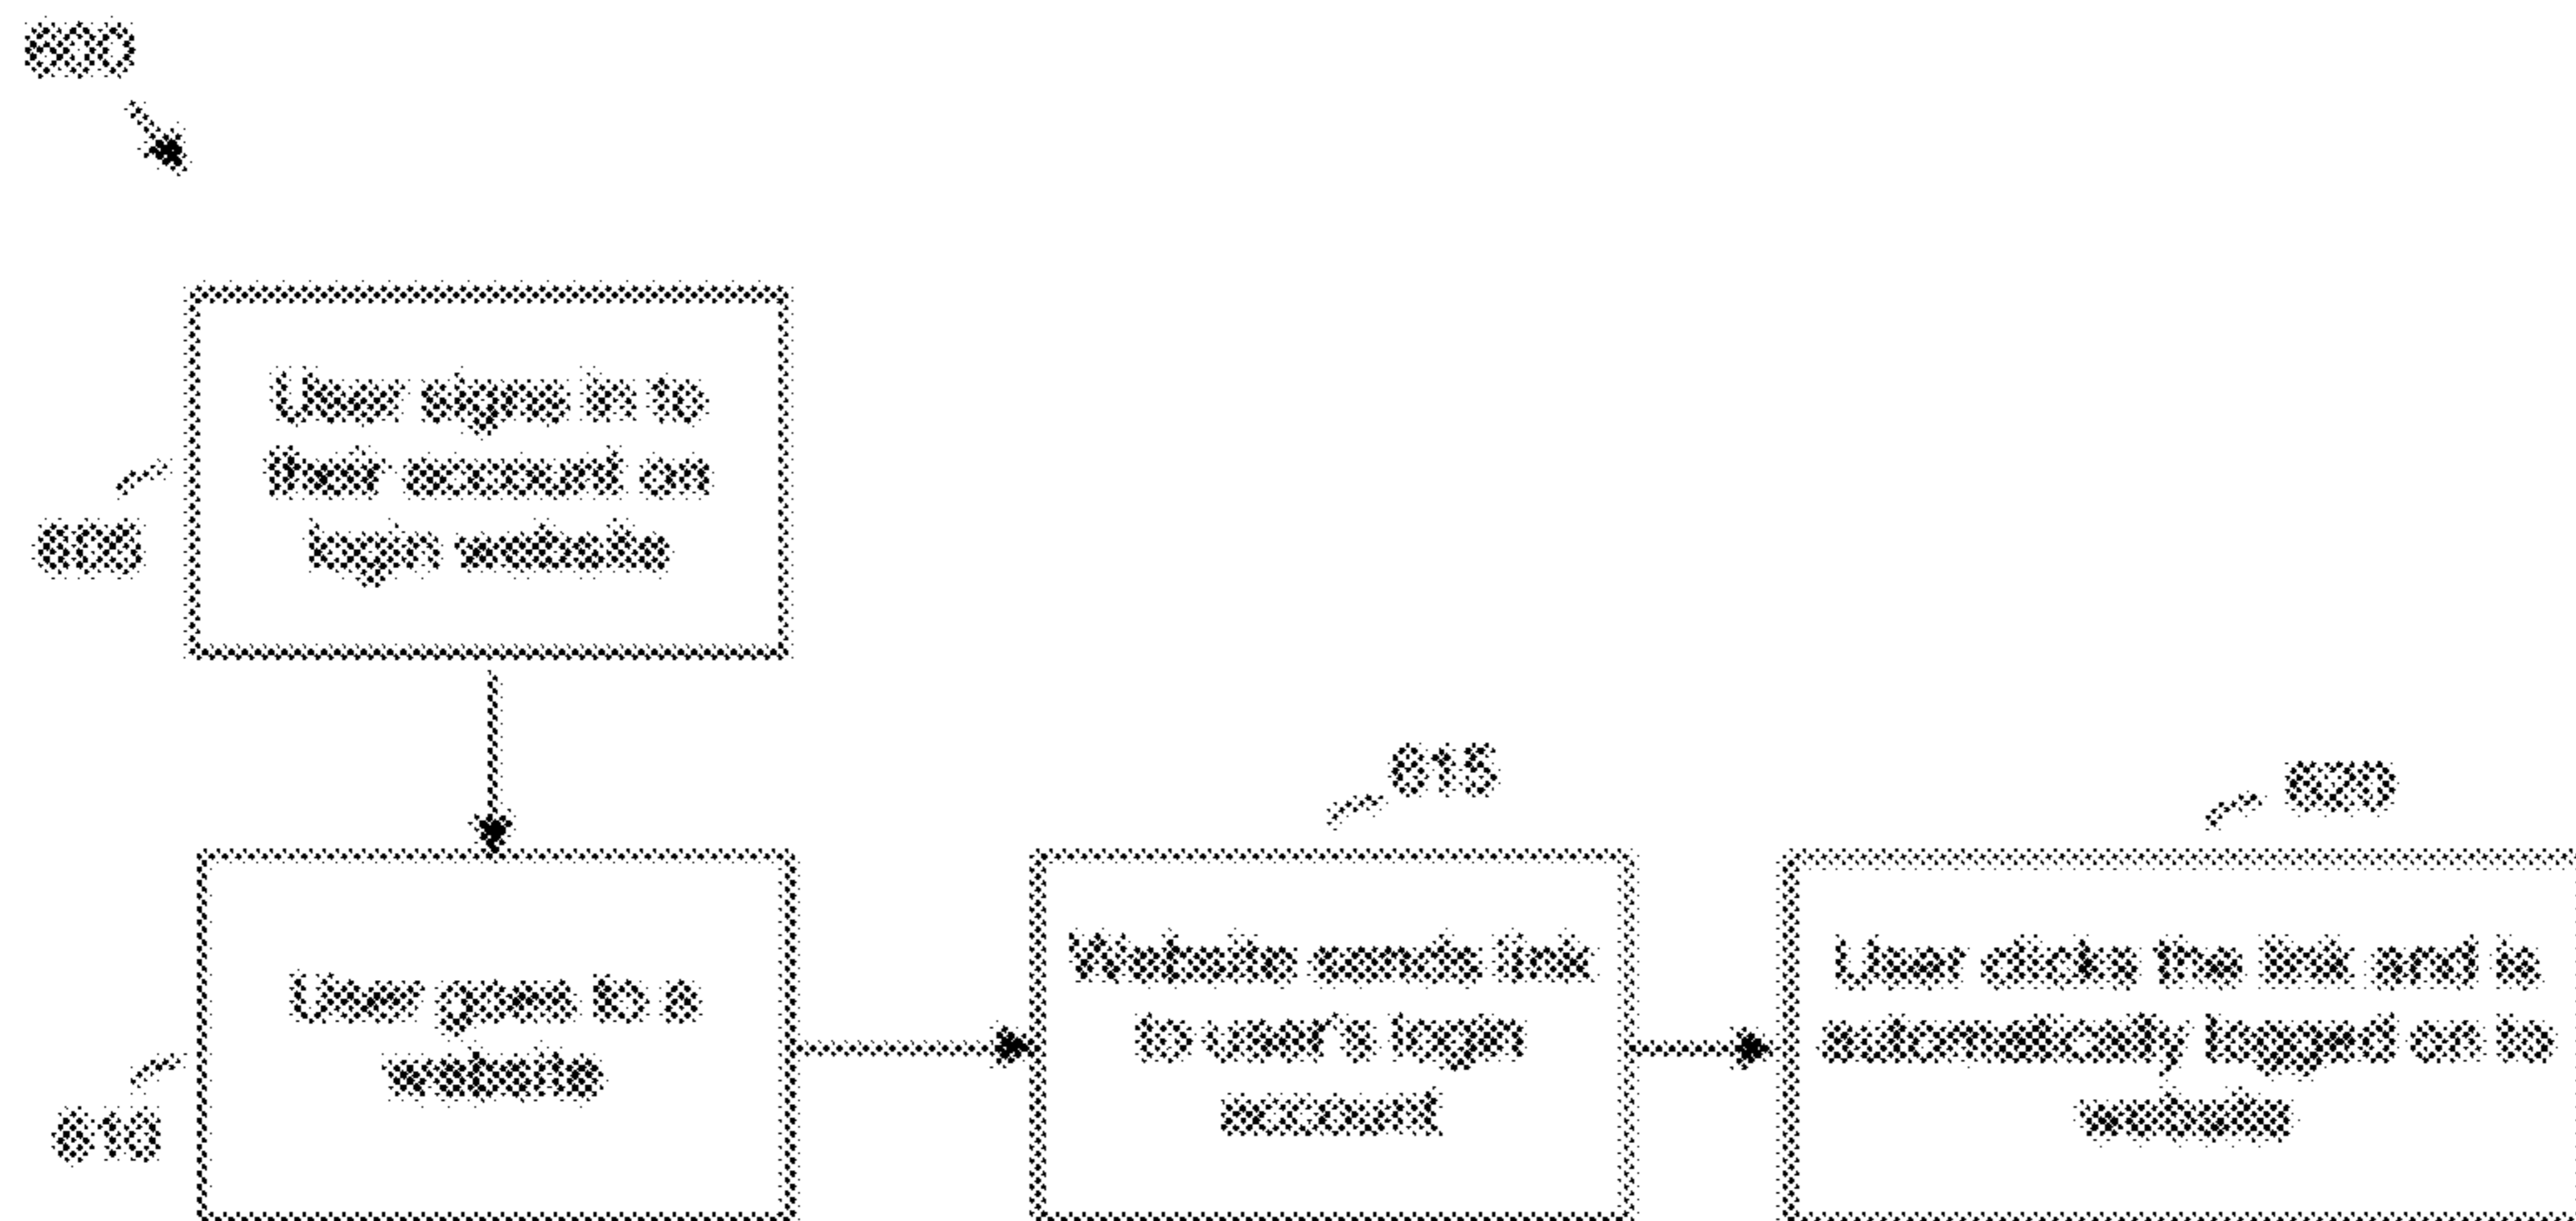 600
User signs in to
their account on
login website
605
615
620
User goes to a
website
610
Website sends link
to user's login
account
User clicks the link and is
automatically logged on to
website